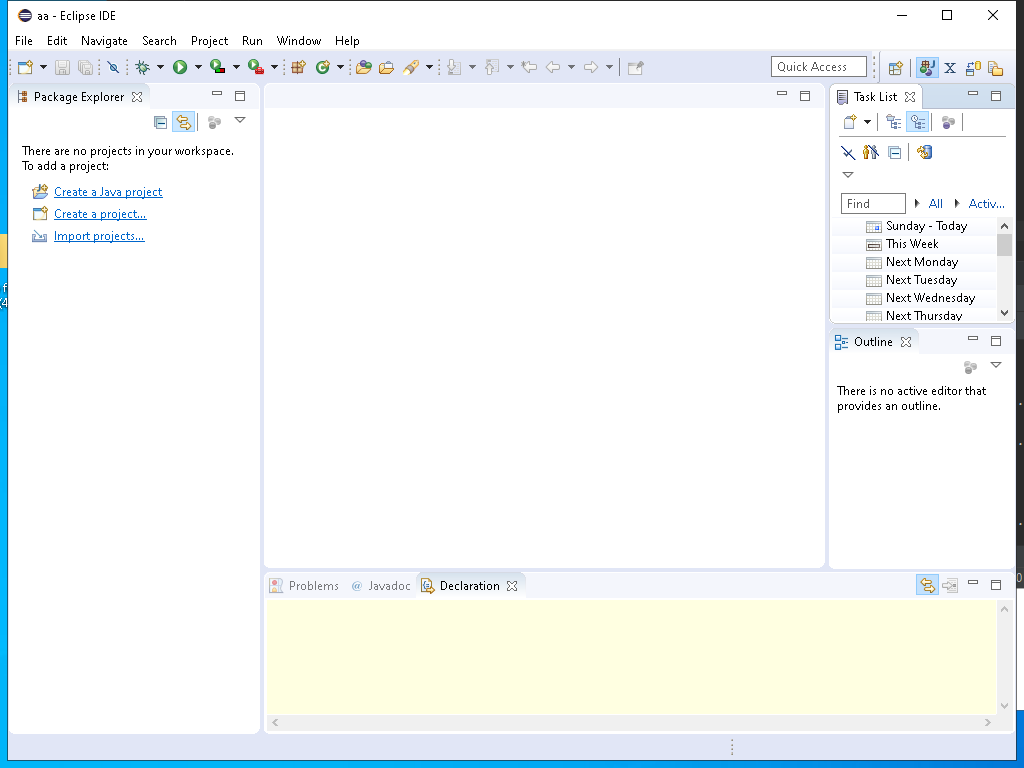 aa - Eclipse IDE
File Edit Navigate Search Project Run Window Help
Quick Access
Package Explorer
There are no projects in your workspace.
To add a project:
Create a Java project
Create a project...
Import projects...
Task List
Find All Activ...
Sunday - Today
This Week
Next Monday
Next Tuesday
Next Wednesday
Next Thursday
Outline
There is no active editor that
provides an outline.
Problems @ Javadoc Declaration